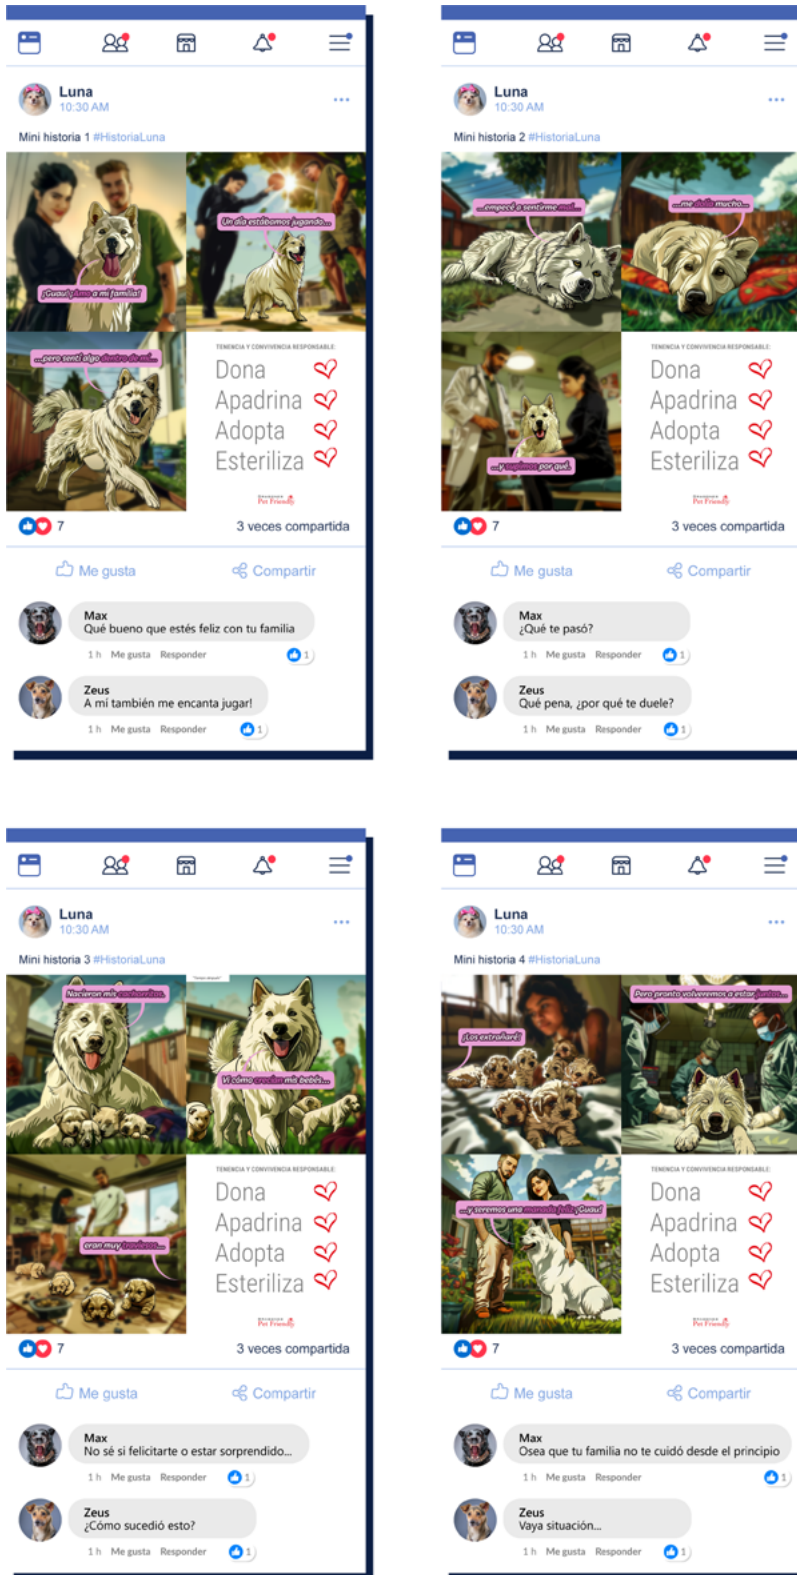 Luna
10:30 AM
Mini historia 1 #HistoriaLuna
¡Guau! ¡Amo a mi familia!
Un día estábamos jugando...
...pero sentí algo dentro de mí...
TENENCIA Y CONVIVENCIA RESPONSABLE:
Dona
Apadrina
Adopta
Esteriliza
Pet Friendly
7
3 veces compartida
Me gusta
Compartir
Max
Qué bueno que estés feliz con tu familia
1 h Me gusta Responder
1
Zeus
A mí también me encanta jugar!
1 h Me gusta Responder
1
Luna
10:30 AM
Mini historia 2 #HistoriaLuna
...empecé a sentirme mal...
...me dolía mucho...
...y supimos por qué.
TENENCIA Y CONVIVENCIA RESPONSABLE:
Dona
Apadrina
Adopta
Esteriliza
Pet Friendly
7
3 veces compartida
Me gusta
Compartir
Max
¿Qué te pasó?
1 h Me gusta Responder
1
Zeus
Qué pena, ¿por qué te duele?
1 h Me gusta Responder
1
Luna
10:30 AM
Mini historia 3 #HistoriaLuna
Nacieron mis cachorritos.
Vi cómo crecían mis bebés...
eran muy traviesos...
TENENCIA Y CONVIVENCIA RESPONSABLE:
Dona
Apadrina
Adopta
Esteriliza
Pet Friendly
7
3 veces compartida
Me gusta
Compartir
Max
No sé si felicitarte o estar sorprendido...
1 h Me gusta Responder
1
Zeus
¿Cómo sucedió esto?
1 h Me gusta Responder
1
Luna
10:30 AM
Mini historia 4 #HistoriaLuna
¡Los extrañaré!
Pero pronto volveremos a estar juntos...
...y seremos una manada feliz ¡Guau!
TENENCIA Y CONVIVENCIA RESPONSABLE:
Dona
Apadrina
Adopta
Esteriliza
Pet Friendly
7
3 veces compartida
Me gusta
Compartir
Max
Osea que tu familia no te cuidó desde el principio
1 h Me gusta Responder
1
Zeus
Vaya situación...
1 h Me gusta Responder
1